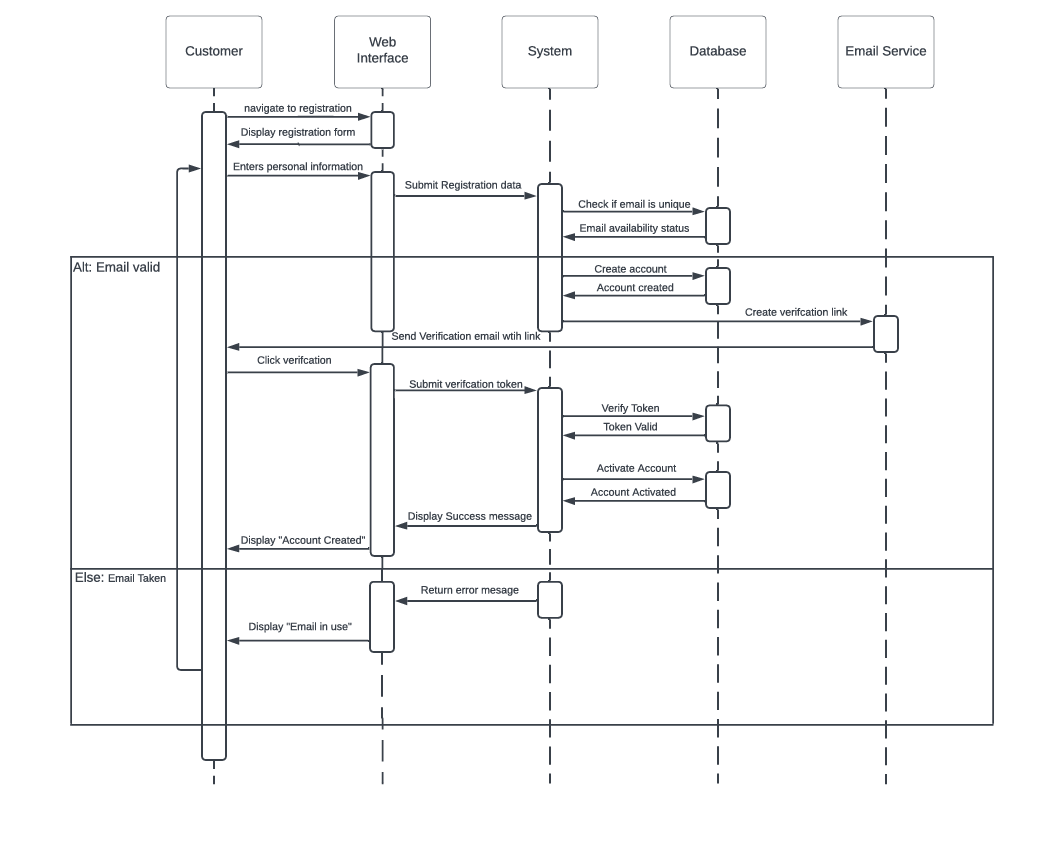 Customer
Web
Interface
System
Database
Email Service
navigate to registration
Display registration form
Enters personal information
Submit Registration data
Check if email is unique
Email availability status
Alt: Email valid
Create account
Account created
Create verifcation link
Send Verification email wtih link
Click verifcation
Submit verifcation token
Verify Token
Token Valid
Activate Account
Account Activated
Display Success message
Display "Account Created"
Else: Email Taken
Return error mesage
Display "Email in use"